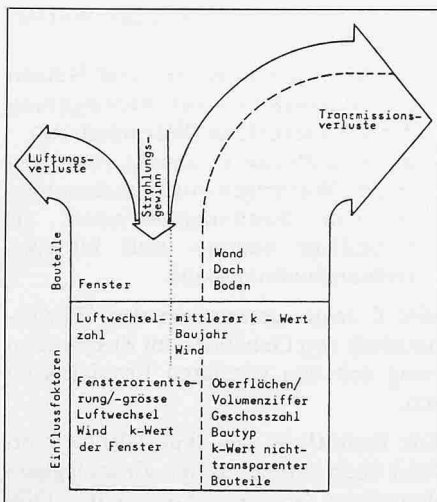 Transmissions-
verluste
Lüftungs-
verluste
Strahlungs-
gewinn
Bauteile
Fenster
Wand
Dach
Boden
Einflussfaktoren
Luftwechsel-
zahl
mittlerer k-Wert
Baujahr
Wind
Fensterorientie-
rung/-grösse
Luftwechsel
Wind k-Wert
der Fenster
Oberflächen/
Volumenziffer
Geschosszahl
Bautyp
k-Wert nicht-
transparenter
Bauteile